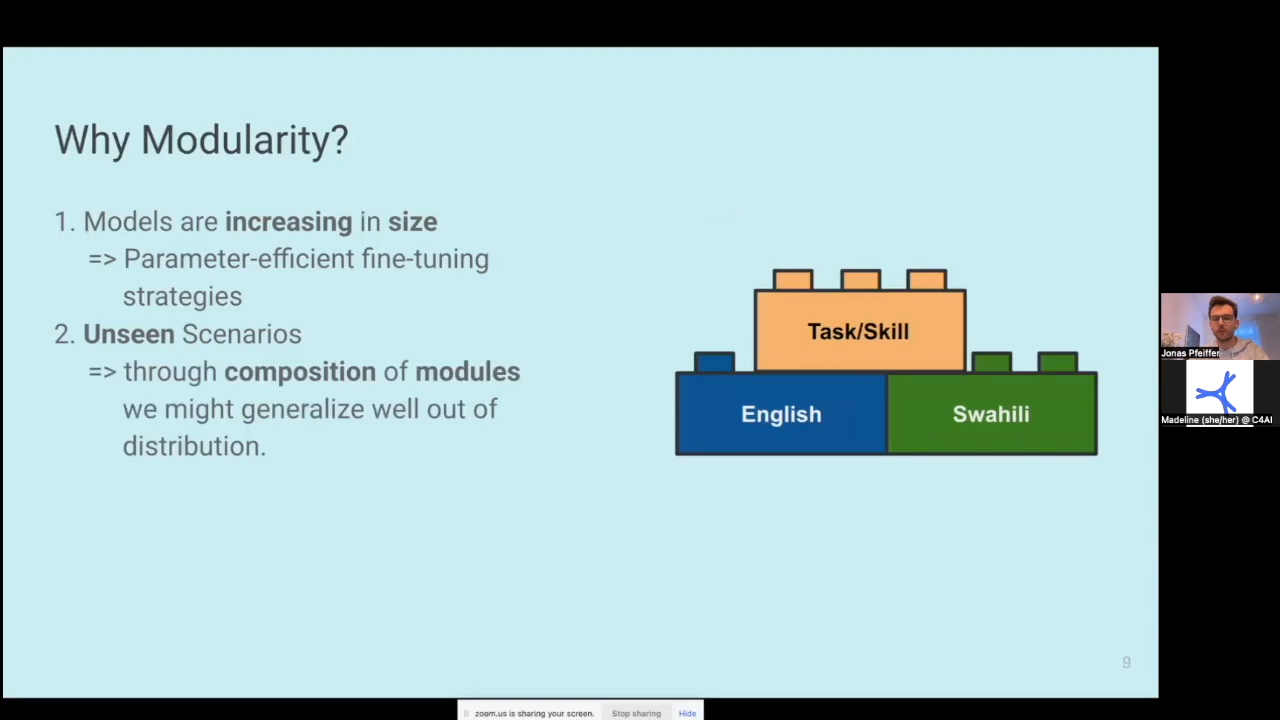 Why Modularity?
1. Models are increasing in size
=> Parameter-efficient fine-tuning
strategies
2. Unseen Scenarios
=> through composition of modules
we might generalize well out of
distribution.
Task/Skill
English
Swahili
9
Jonas Pfeiffer
Madeline (she/her) @ C4AI
zoom.us is sharing your screen.
Stop sharing
Hide